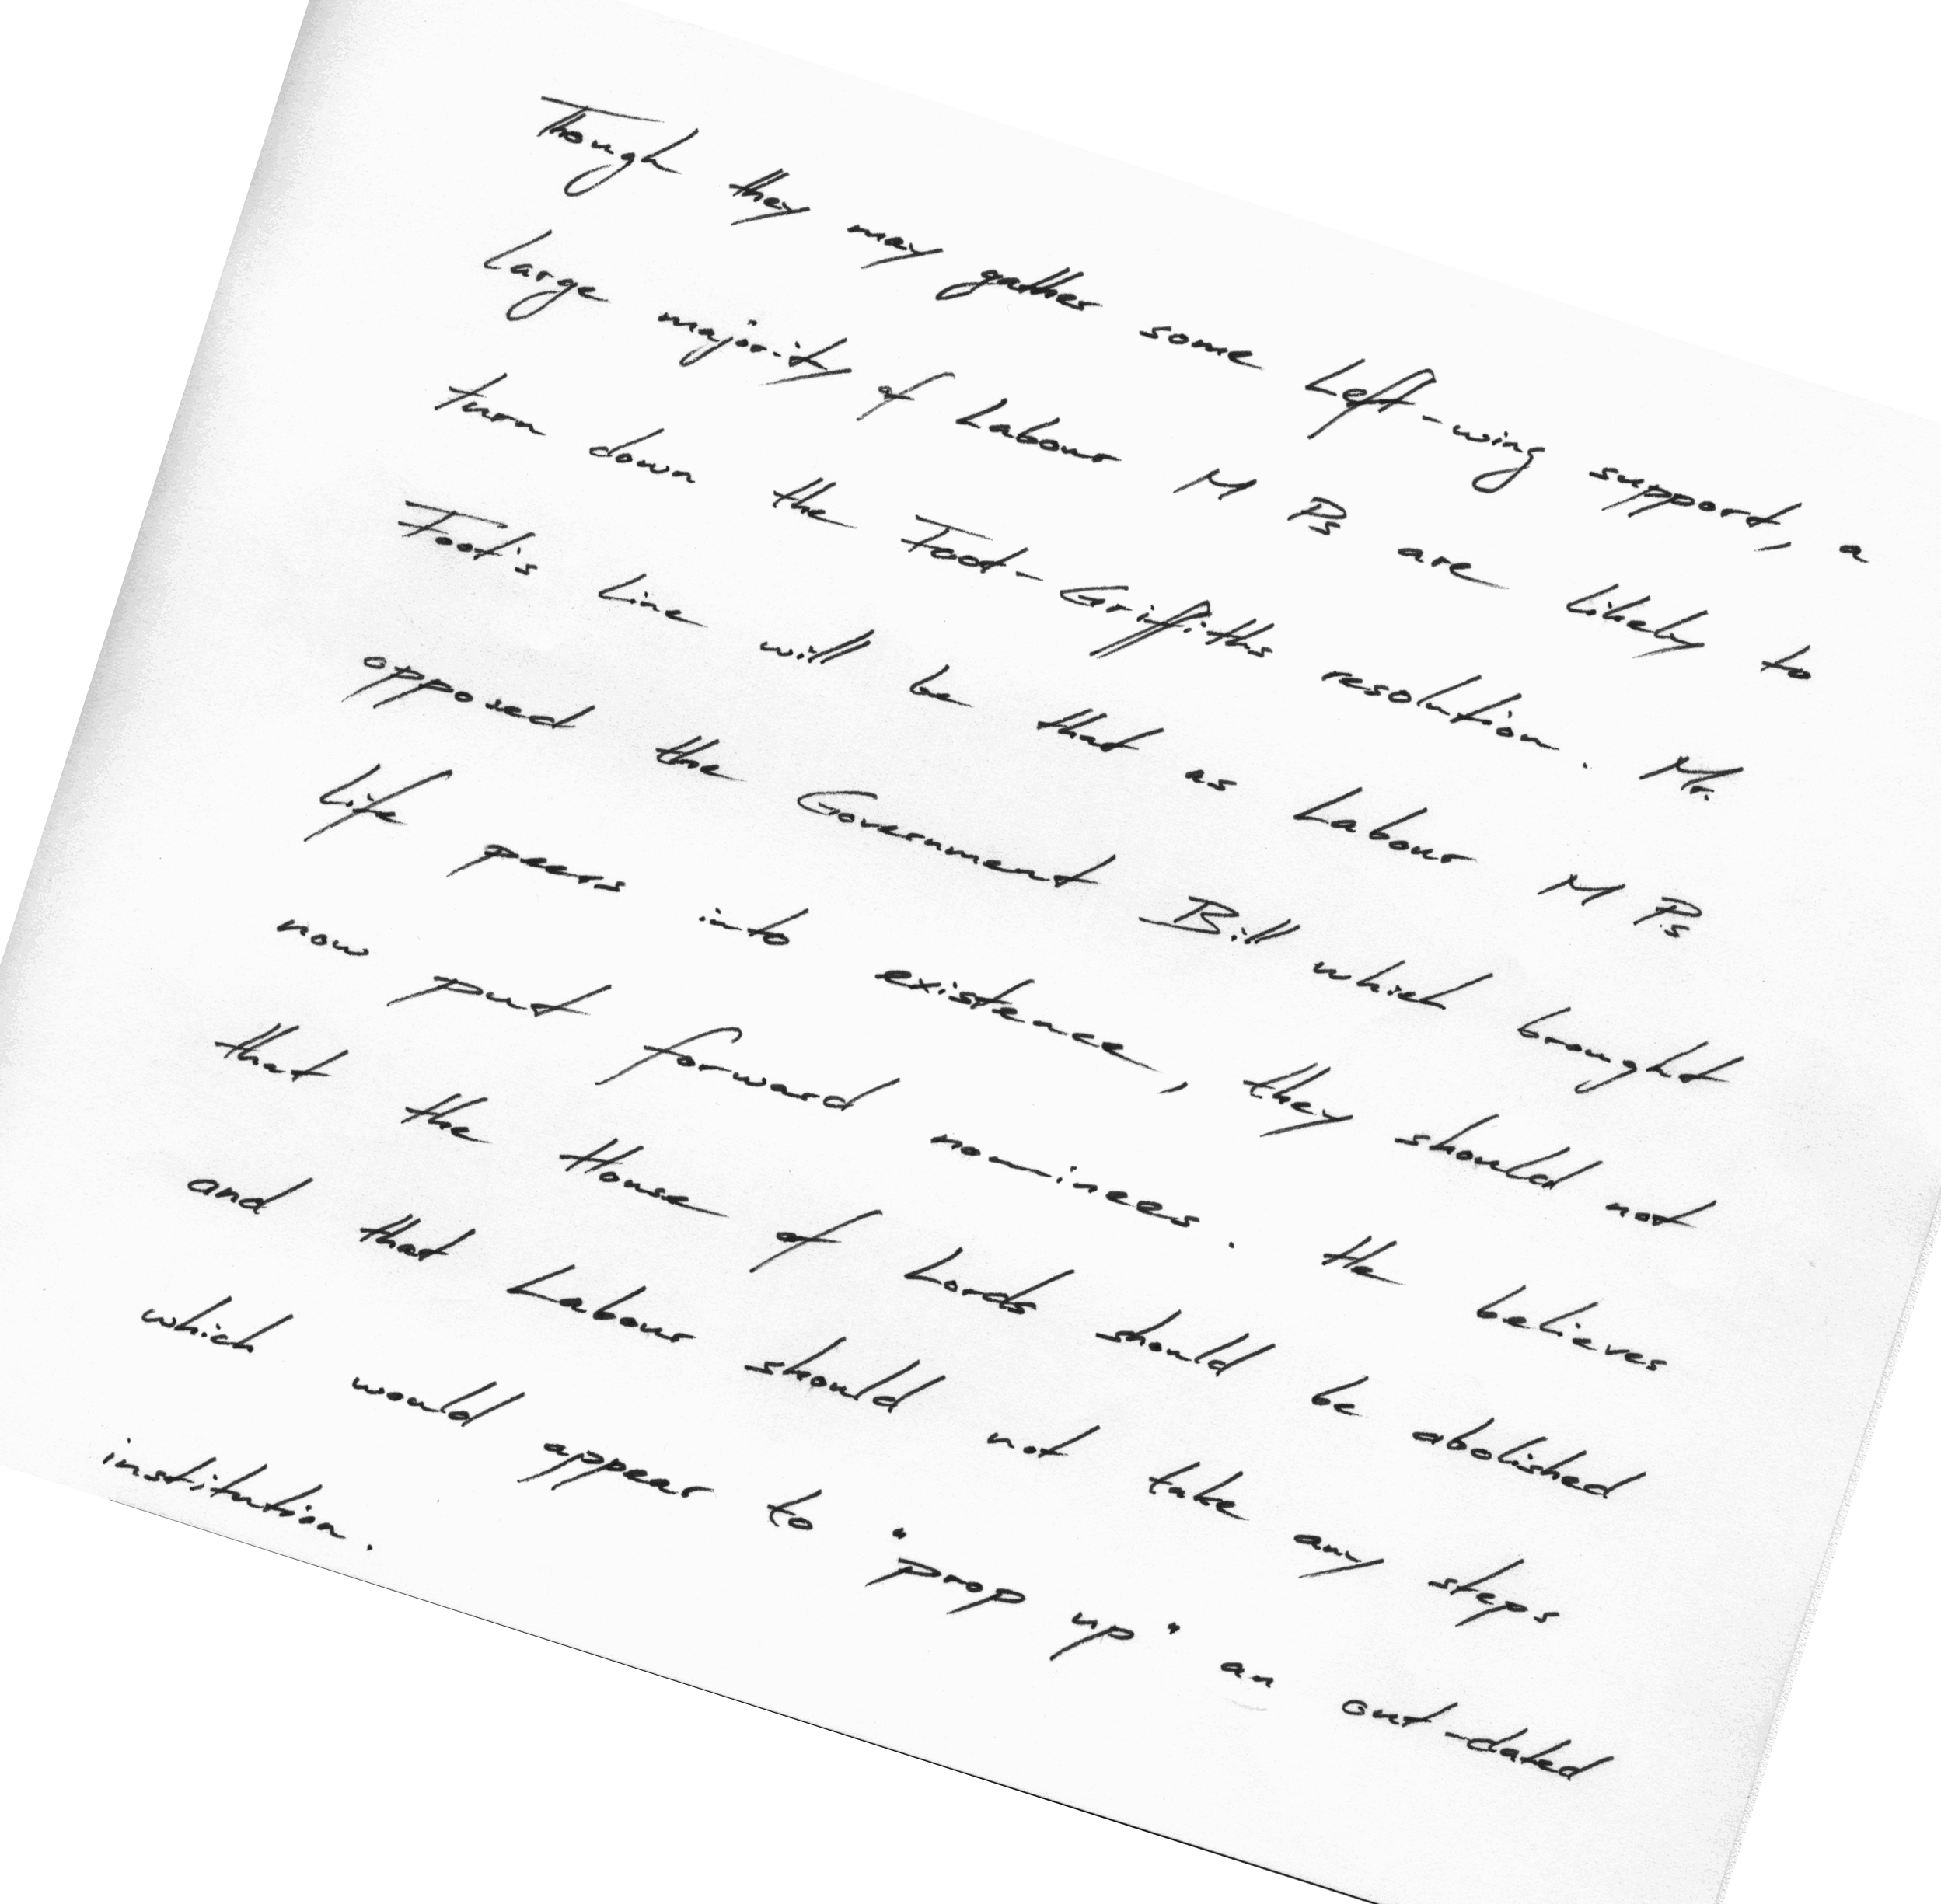 Though they may gather some Left-wing support, a
large majority of Labour M Ps are likely to
turn down the Foot-Griffiths resolution. Mr.
Foot's line will be that as Labour M Ps
opposed the Government Bill which brought
life peers into existence, they should not
now put forward nominees. He believes
that the House of Lords should be abolished
and that Labour should not take any steps
which would appear to "prop up" an out-dated
institution.